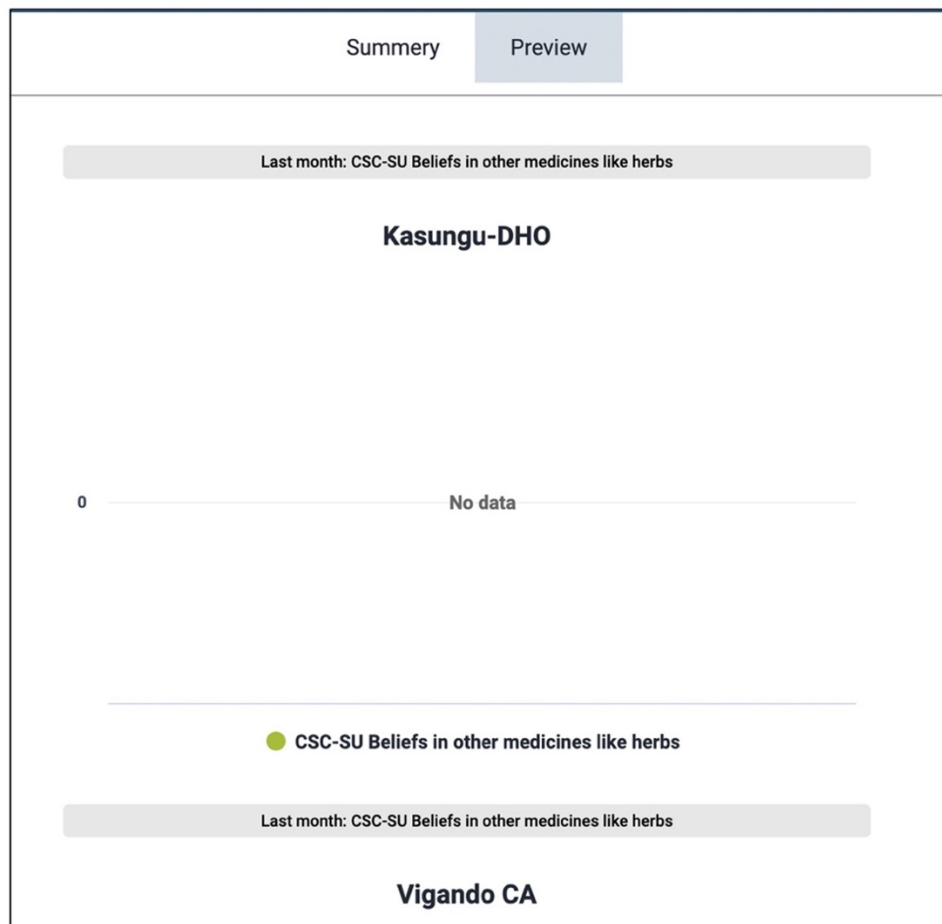 Summery Preview
Last month: CSC-SU Beliefs in other medicines like herbs
Kasungu-DHO
0 No data
CSC-SU Beliefs in other medicines like herbs
Last month: CSC-SU Beliefs in other medicines like herbs
Vigando CA